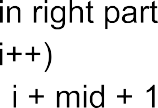 in right part
i++)
i + mid + 1